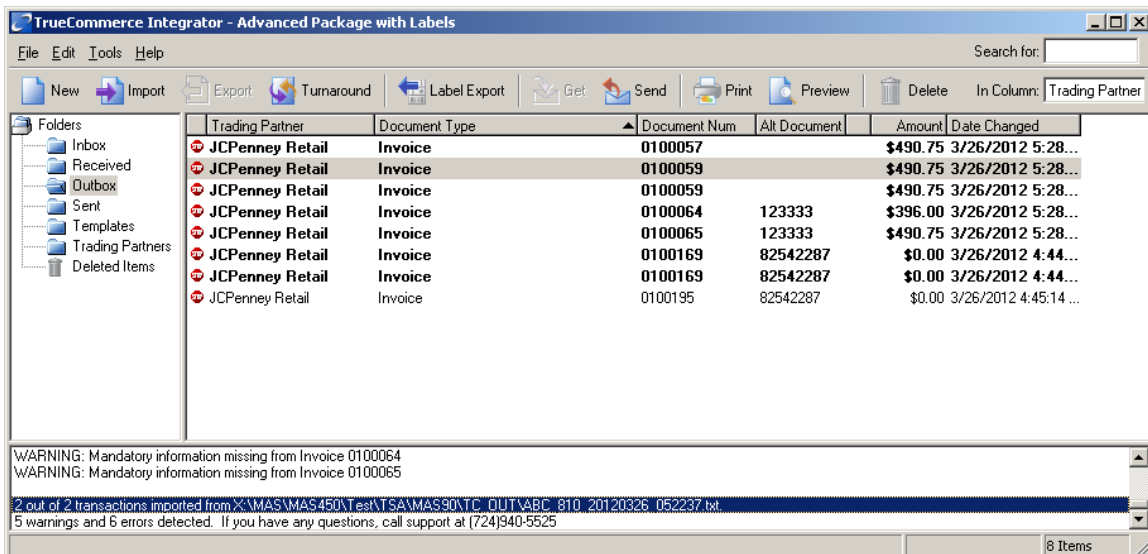 TrueCommerce Integrator - Advanced Package with Labels
File Edit Tools Help Search for:
New Import Export Turnaround Label Export Get Send Print Preview Delete In Column: Trading Partner
Folders
Inbox
Received
Outbox
Sent
Templates
Trading Partners
Deleted Items
Trading Partner Document Type Document Num Alt Document Amount Date Changed
JCPenney Retail Invoice 0100057 $490.75 3/26/2012 5:28...
JCPenney Retail Invoice 0100059 $490.75 3/26/2012 5:28...
JCPenney Retail Invoice 0100059 $490.75 3/26/2012 5:28...
JCPenney Retail Invoice 0100064 123333 $396.00 3/26/2012 5:28...
JCPenney Retail Invoice 0100065 123333 $490.75 3/26/2012 5:28...
JCPenney Retail Invoice 0100169 82542287 $0.00 3/26/2012 4:44...
JCPenney Retail Invoice 0100169 82542287 $0.00 3/26/2012 4:44...
JCPenney Retail Invoice 0100195 82542287 $0.00 3/26/2012 4:45:14 ...
WARNING: Mandatory information missing from Invoice 0100064
WARNING: Mandatory information missing from Invoice 0100065
2 out of 2 transactions imported from X:\MAS\MAS450\Test\TSA\MAS90\TC_OUT\ABC_810_20120326_052237.txt.
5 warnings and 6 errors detected. If you have any questions, call support at (724)940-5525
8 Items